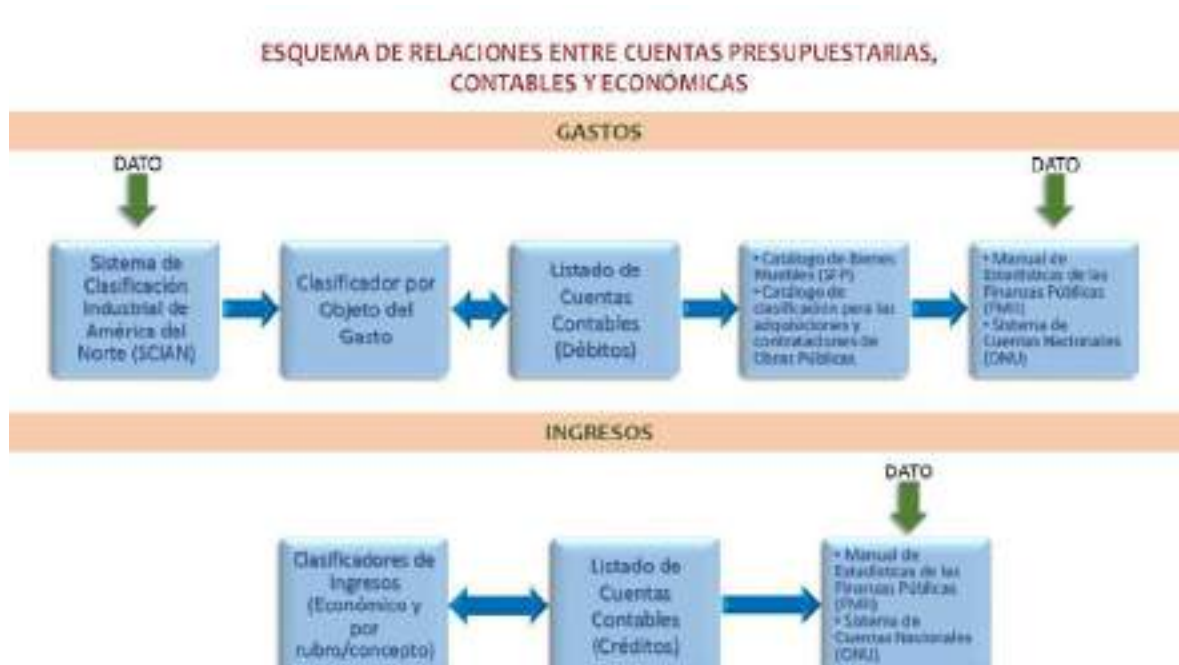 ESQUEMA DE RELACIONES ENTRE CUENTAS PRESUPUESTARIAS,
CONTABLES Y ECONÓMICAS
GASTOS
DATO
DATO
Sistema de
Clasificación
Industrial de
América del
Norte (SCIAN)
Clasificador por
Objeto del
Gasto
Listado de
Cuentas
Contables
(Débitos)
• Catálogo de Bienes
Muebles (SFP)
• Catálogo de
clasificación para las
adquisiciones y
contrataciones de
Obras Públicas
• Manual de
Estadísticas de las
Finanzas Públicas
(FMI)
• Sistema de
Cuentas Nacionales
(ONU)
INGRESOS
DATO
Clasificadores de
Ingresos
(Económico y
por
rubro/concepto)
Listado de
Cuentas
Contables
(Créditos)
• Manual de
Estadísticas de las
Finanzas Públicas
(FMI)
• Sistema de
Cuentas Nacionales
(ONU)